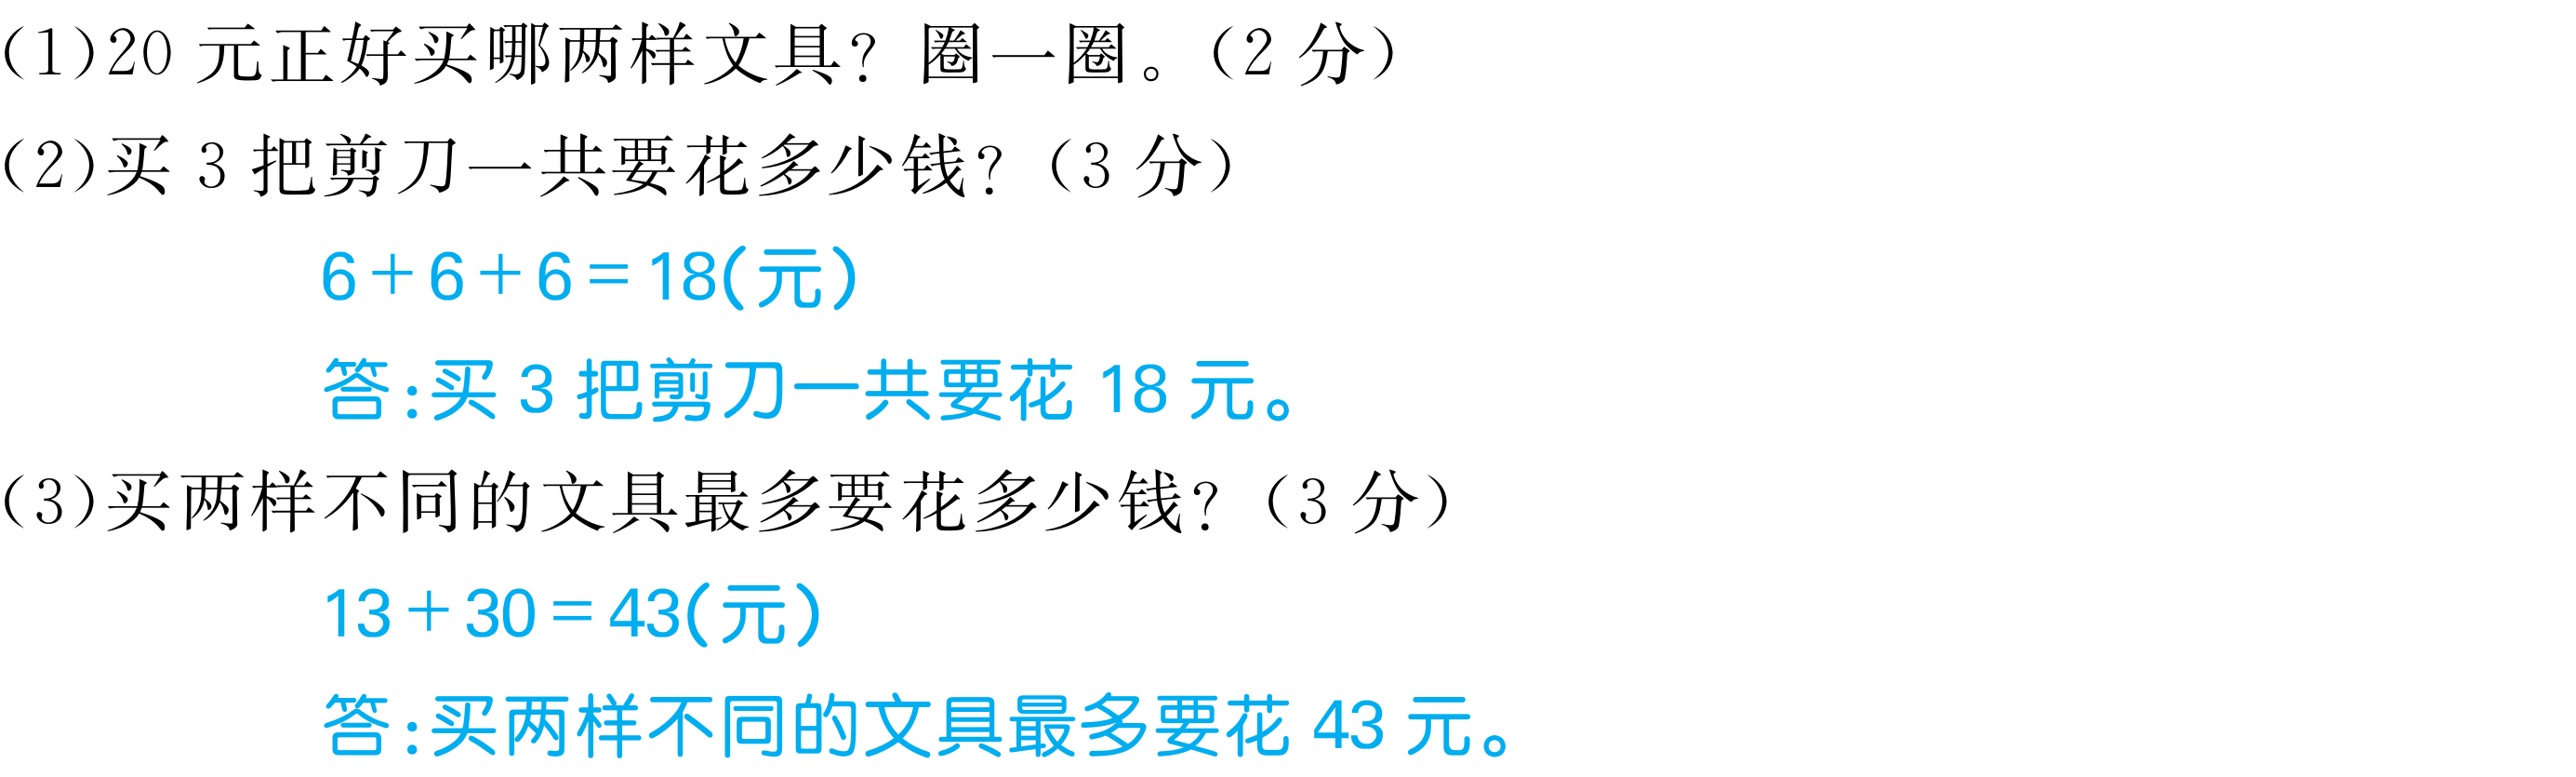 (1)20 元正好买哪两样文具？圈一圈。(2 分)
(2)买 3 把剪刀一共要花多少钱？(3 分)
6+6+6=18(元)
答:买 3 把剪刀一共要花 18 元。
(3)买两样不同的文具最多要花多少钱？(3 分)
13+30=43(元)
答:买两样不同的文具最多要花 43 元。